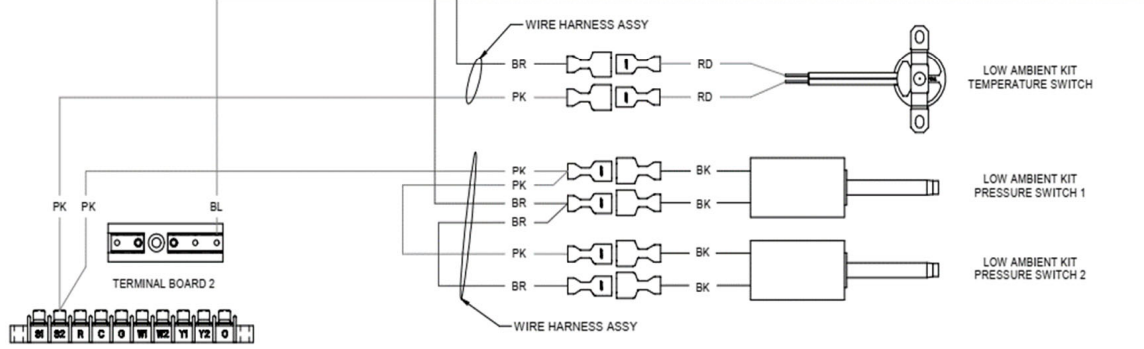 WIRE HARNESS ASSY
BR
RD
PK
RD
LOW AMBIENT KIT
TEMPERATURE SWITCH
PK
PK
BR
BR
BK
BK
LOW AMBIENT KIT
PRESSURE SWITCH 1
PK
PK
BL
PK
BR
BK
BK
LOW AMBIENT KIT
PRESSURE SWITCH 2
TERMINAL BOARD 2
WIRE HARNESS ASSY
S1 S2 R C G W1 W2 Y1 Y2 O